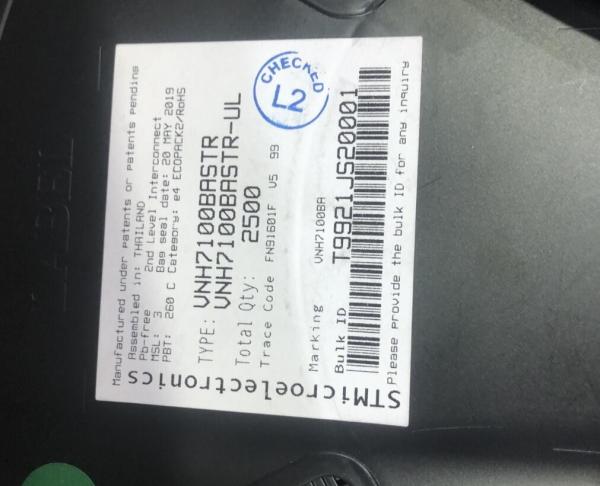 Manufactured under patents or patents pending
Assembled in: THAILAND
Pb-free 2nd Level Interconnect
MSL: 3 Bag seal date: 20 MAY 2019
PBT: 260 C Category: e4 ECOPACK2/RoHS
TYPE: VNH7100BASTR
VNH7100BASTR-UL
Total Qty: 2500
Trace Code FN91601F V5 99
Marking VNH7100BA
Bulk ID T9921JS20001
Please provide the bulk ID for any inquiry
STMicroelectronics
CHECKED
L2
LABEL